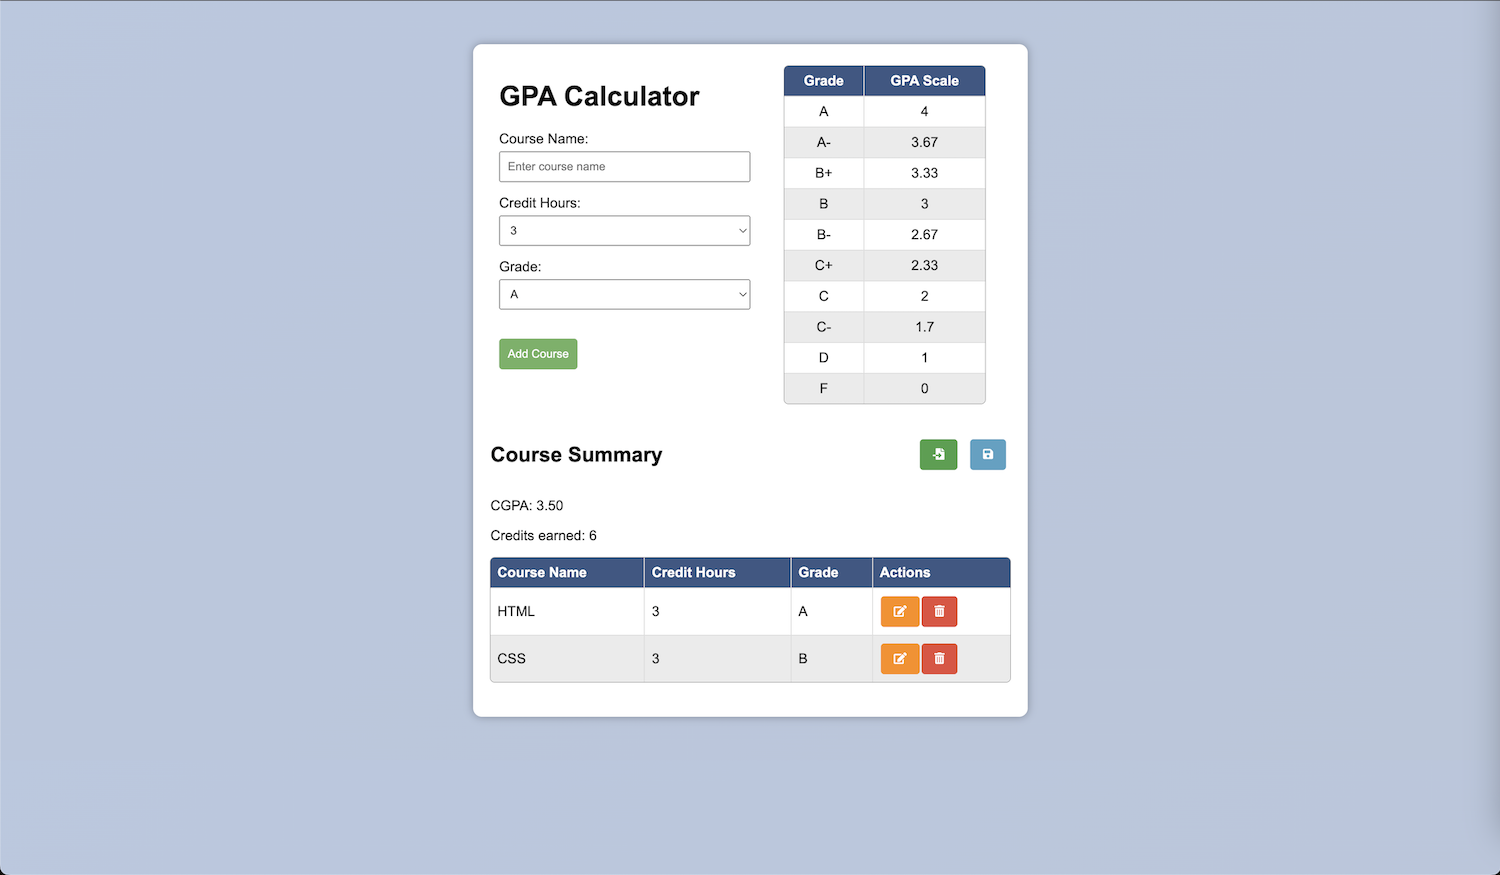 GPA Calculator
Course Name:
Enter course name
Credit Hours:
3
Grade:
A
Add Course
Grade GPA Scale
A 4
A- 3.67
B+ 3.33
B 3
B- 2.67
C+ 2.33
C 2
C- 1.7
D 1
F 0
Course Summary
CGPA: 3.50
Credits earned: 6
Course Name Credit Hours Grade Actions
HTML 3 A
CSS 3 B